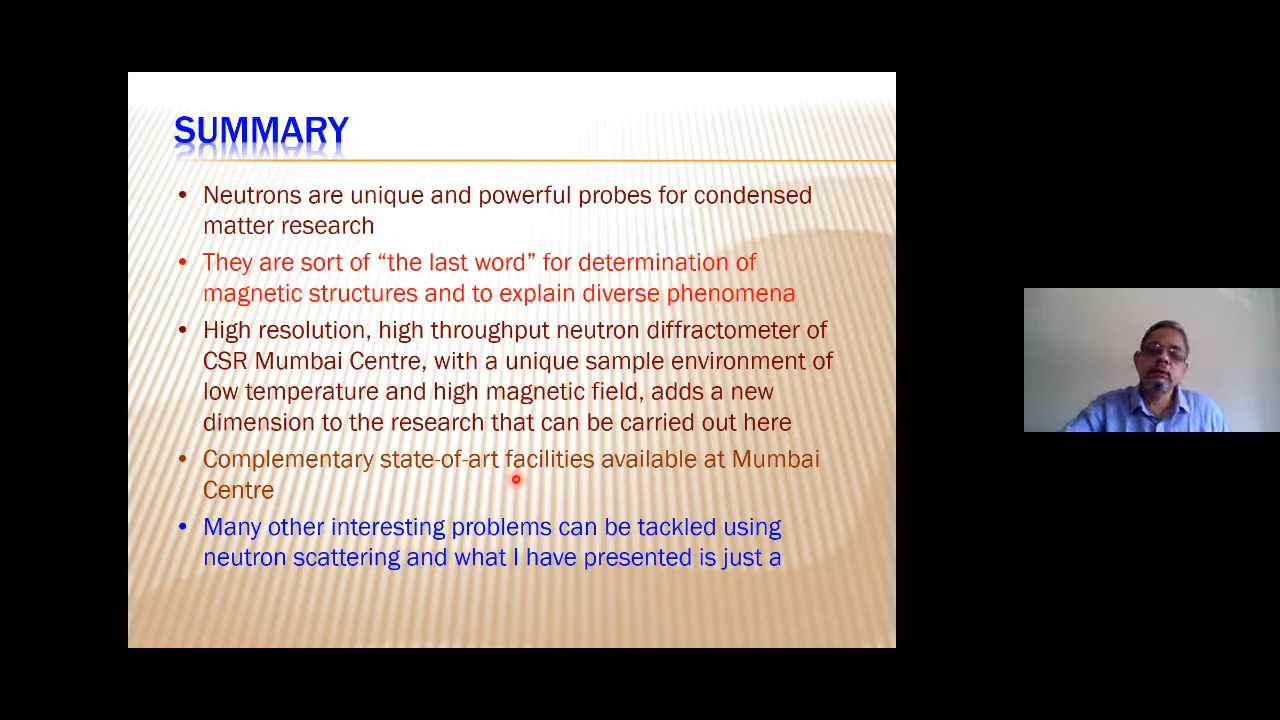 SUMMARY
• Neutrons are unique and powerful probes for condensed
matter research
• They are sort of “the last word” for determination of
magnetic structures and to explain diverse phenomena
• High resolution, high throughput neutron diffractometer of
CSR Mumbai Centre, with a unique sample environment of
low temperature and high magnetic field, adds a new
dimension to the research that can be carried out here
• Complementary state-of-art facilities available at Mumbai
Centre
• Many other interesting problems can be tackled using
neutron scattering and what I have presented is just a